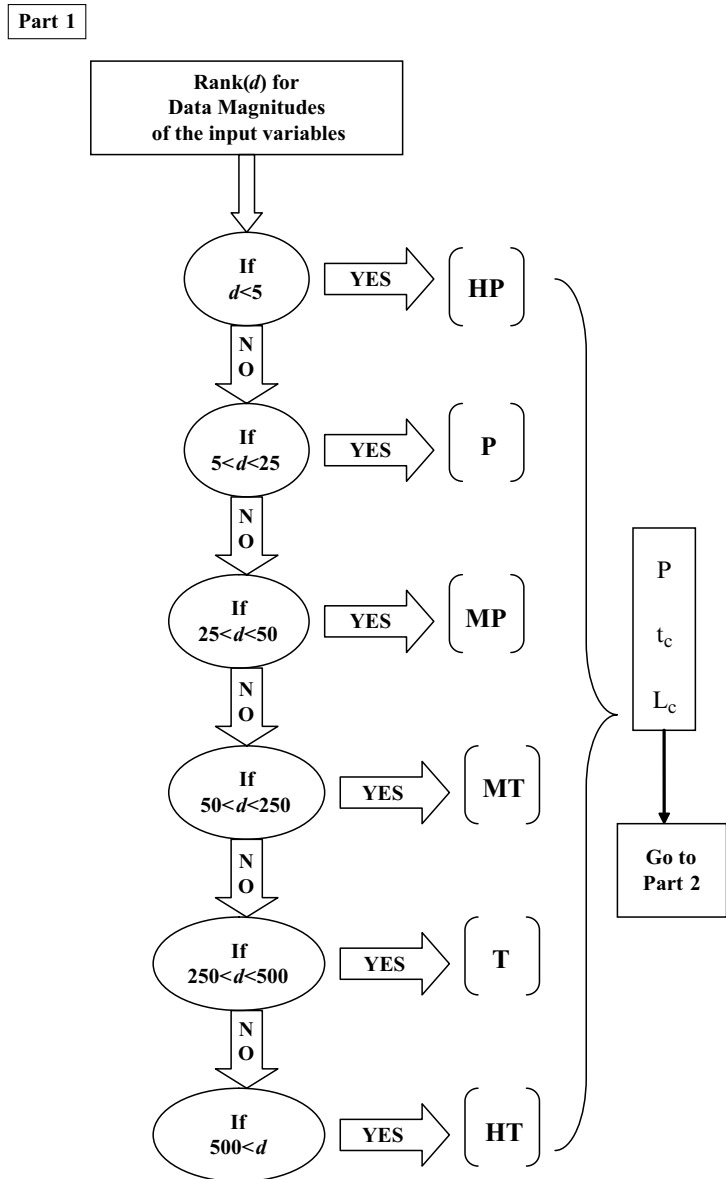 Part 1
Rank(d) for
Data Magnitudes
of the input variables
If
d<5
YES
HP
N
O
If
5<d<25
YES
P
N
O
If
25<d<50
YES
MP
N
O
If
50<d<250
YES
MT
N
O
If
250<d<500
YES
T
N
O
If
500<d
YES
HT
P
tc
Lc
Go to
Part 2